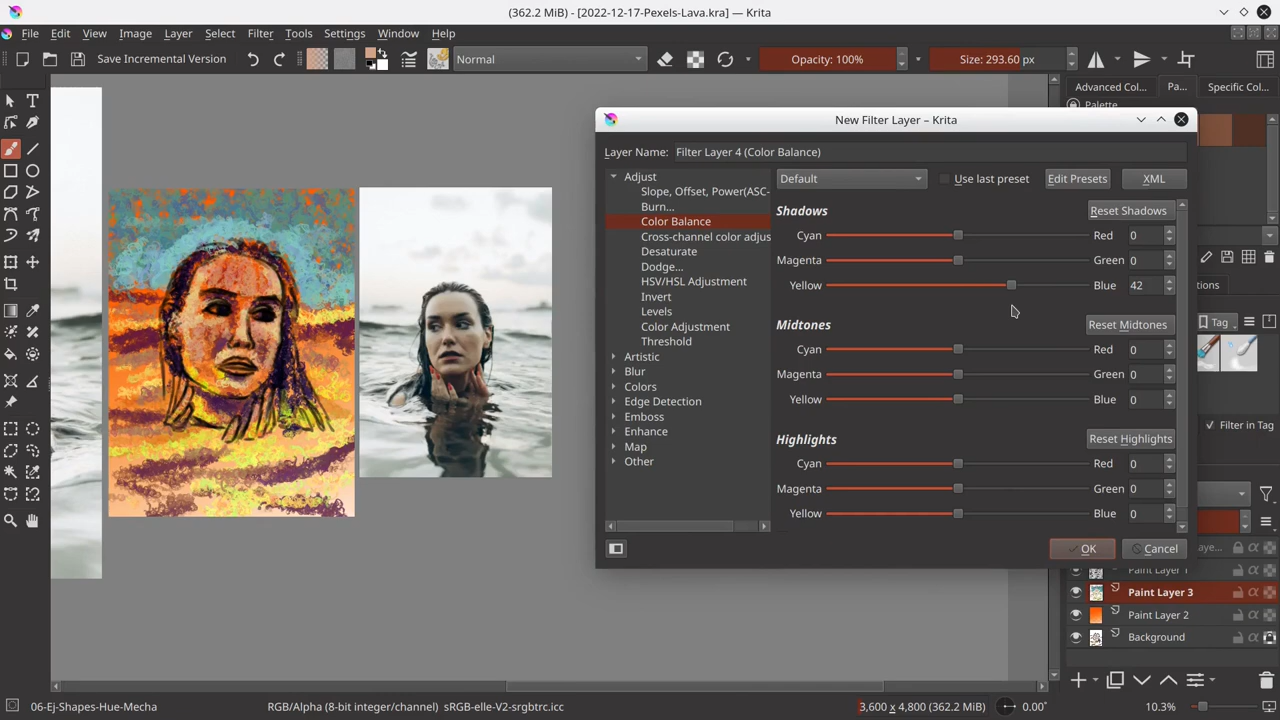 (362.2 MiB) - [2022-12-17-Pexels-Lava.kra] — Krita
File Edit View Image Layer Select Filter Tools Settings Window Help
Save Incremental Version Normal Opacity: 100% Size: 293.60 px
Advanced Col... Pa... Specific Col...
Palette
New Filter Layer – Krita
Layer Name: Filter Layer 4 (Color Balance)
Adjust
Slope, Offset, Power(ASC-
Burn...
Color Balance
Cross-channel color adjus
Desaturate
Dodge...
HSV/HSL Adjustment
Invert
Levels
Color Adjustment
Threshold
Artistic
Blur
Colors
Edge Detection
Emboss
Enhance
Map
Other
Default Use last preset Edit Presets XML
Shadows Reset Shadows
Cyan Red 0
Magenta Green 0
Yellow Blue 42
Midtones Reset Midtones
Cyan Red 0
Magenta Green 0
Yellow Blue 0
Highlights Reset Highlights
Cyan Red 0
Magenta Green 0
Yellow Blue 0
OK Cancel
Tag
Filter in Tag
Paint Layer 1
Paint Layer 3
Paint Layer 2
Background
06-Ej-Shapes-Hue-Mecha RGB/Alpha (8-bit integer/channel) sRGB-elle-V2-srgbtrc.icc 3,600 x 4,800 (362.2 MiB) 0.00° 10.3%